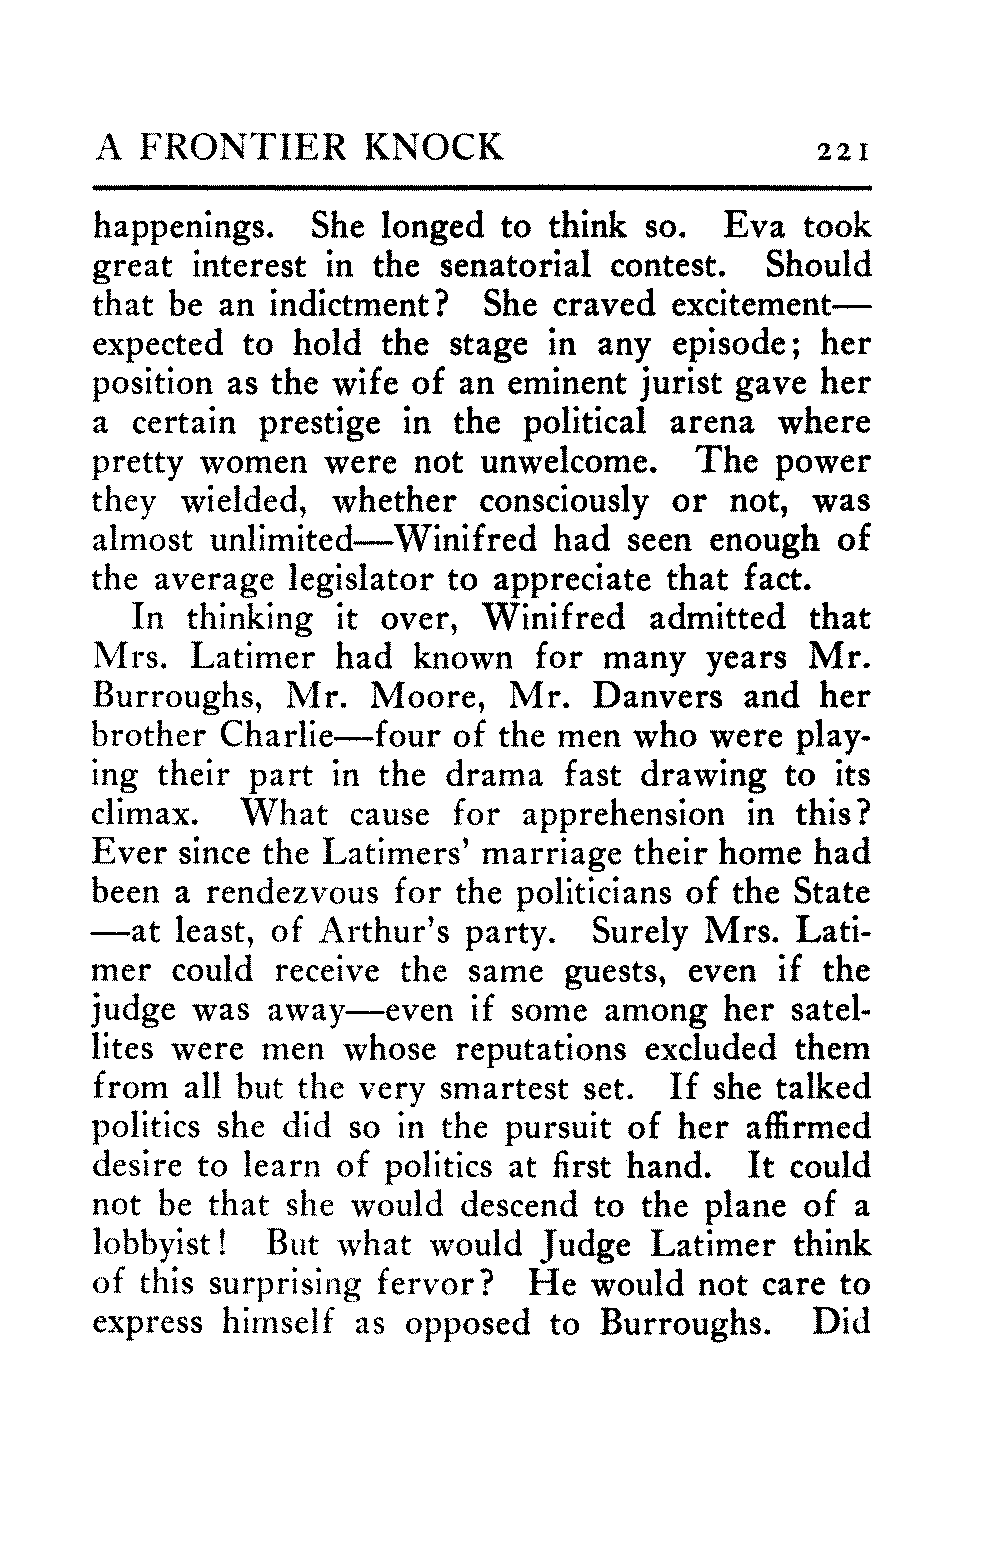 A FRONTIER KNOCK 221
happenings. She longed to think so. Eva took
great interest in the senatorial contest. Should
that be an indictment? She craved excitement—
expected to hold the stage in any episode; her
position as the wife of an eminent jurist gave her
a certain prestige in the political arena where
pretty women were not unwelcome. The power
they wielded, whether consciously or not, was
almost unlimited—Winifred had seen enough of
the average legislator to appreciate that fact.
In thinking it over, Winifred admitted that
Mrs. Latimer had known for many years Mr.
Burroughs, Mr. Moore, Mr. Danvers and her
brother Charlie—four of the men who were play-
ing their part in the drama fast drawing to its
climax. What cause for apprehension in this?
Ever since the Latimers' marriage their home had
been a rendezvous for the politicians of the State
—at least, of Arthur's party. Surely Mrs. Lati-
mer could receive the same guests, even if the
judge was away—even if some among her satel-
lites were men whose reputations excluded them
from all but the very smartest set. If she talked
politics she did so in the pursuit of her affirmed
desire to learn of politics at first hand. It could
not be that she would descend to the plane of a
lobbyist! But what would Judge Latimer think
of this surprising fervor? He would not care to
express himself as opposed to Burroughs. Did